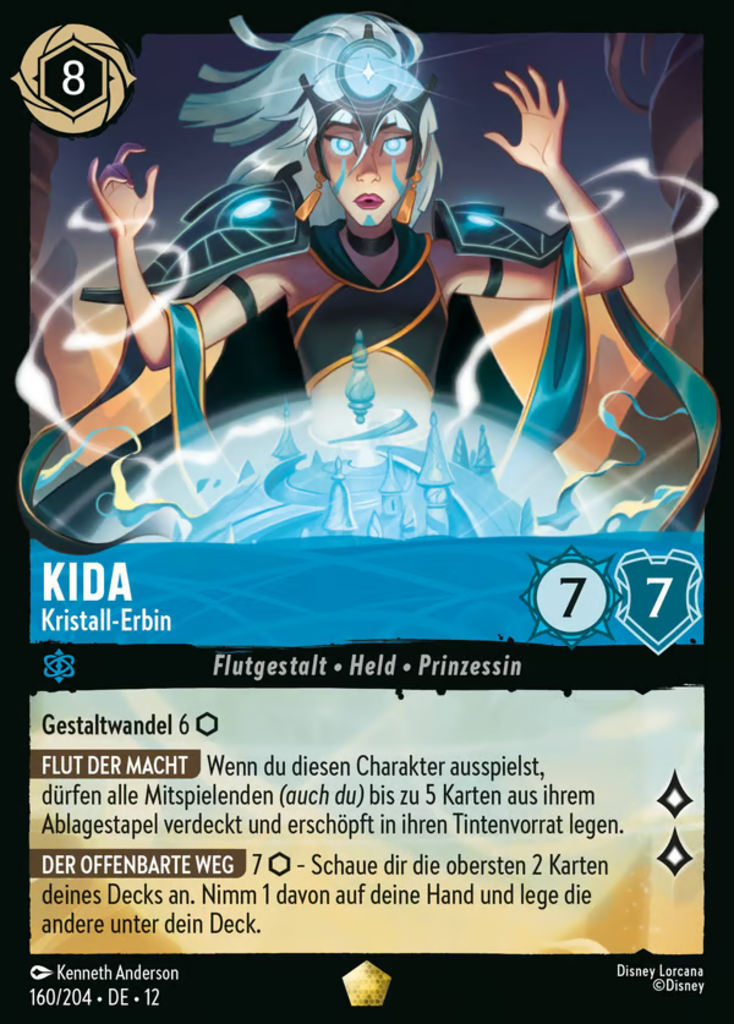 8
KIDA
Kristall-Erbin
7 7
Flutgestalt • Held • Prinzessin
Gestaltwandel 6
FLUT DER MACHT Wenn du diesen Charakter ausspielst,
dürfen alle Mitspielenden (auch du) bis zu 5 Karten aus ihrem
Ablagestapel verdeckt und erschöpft in ihren Tintenvorrat legen.
DER OFFENBARTE WEG 7 – Schaue dir die obersten 2 Karten
deines Decks an. Nimm 1 davon auf deine Hand und lege die
andere unter dein Deck.
Kenneth Anderson
160/204 • DE • 12
Disney Lorcana
©Disney